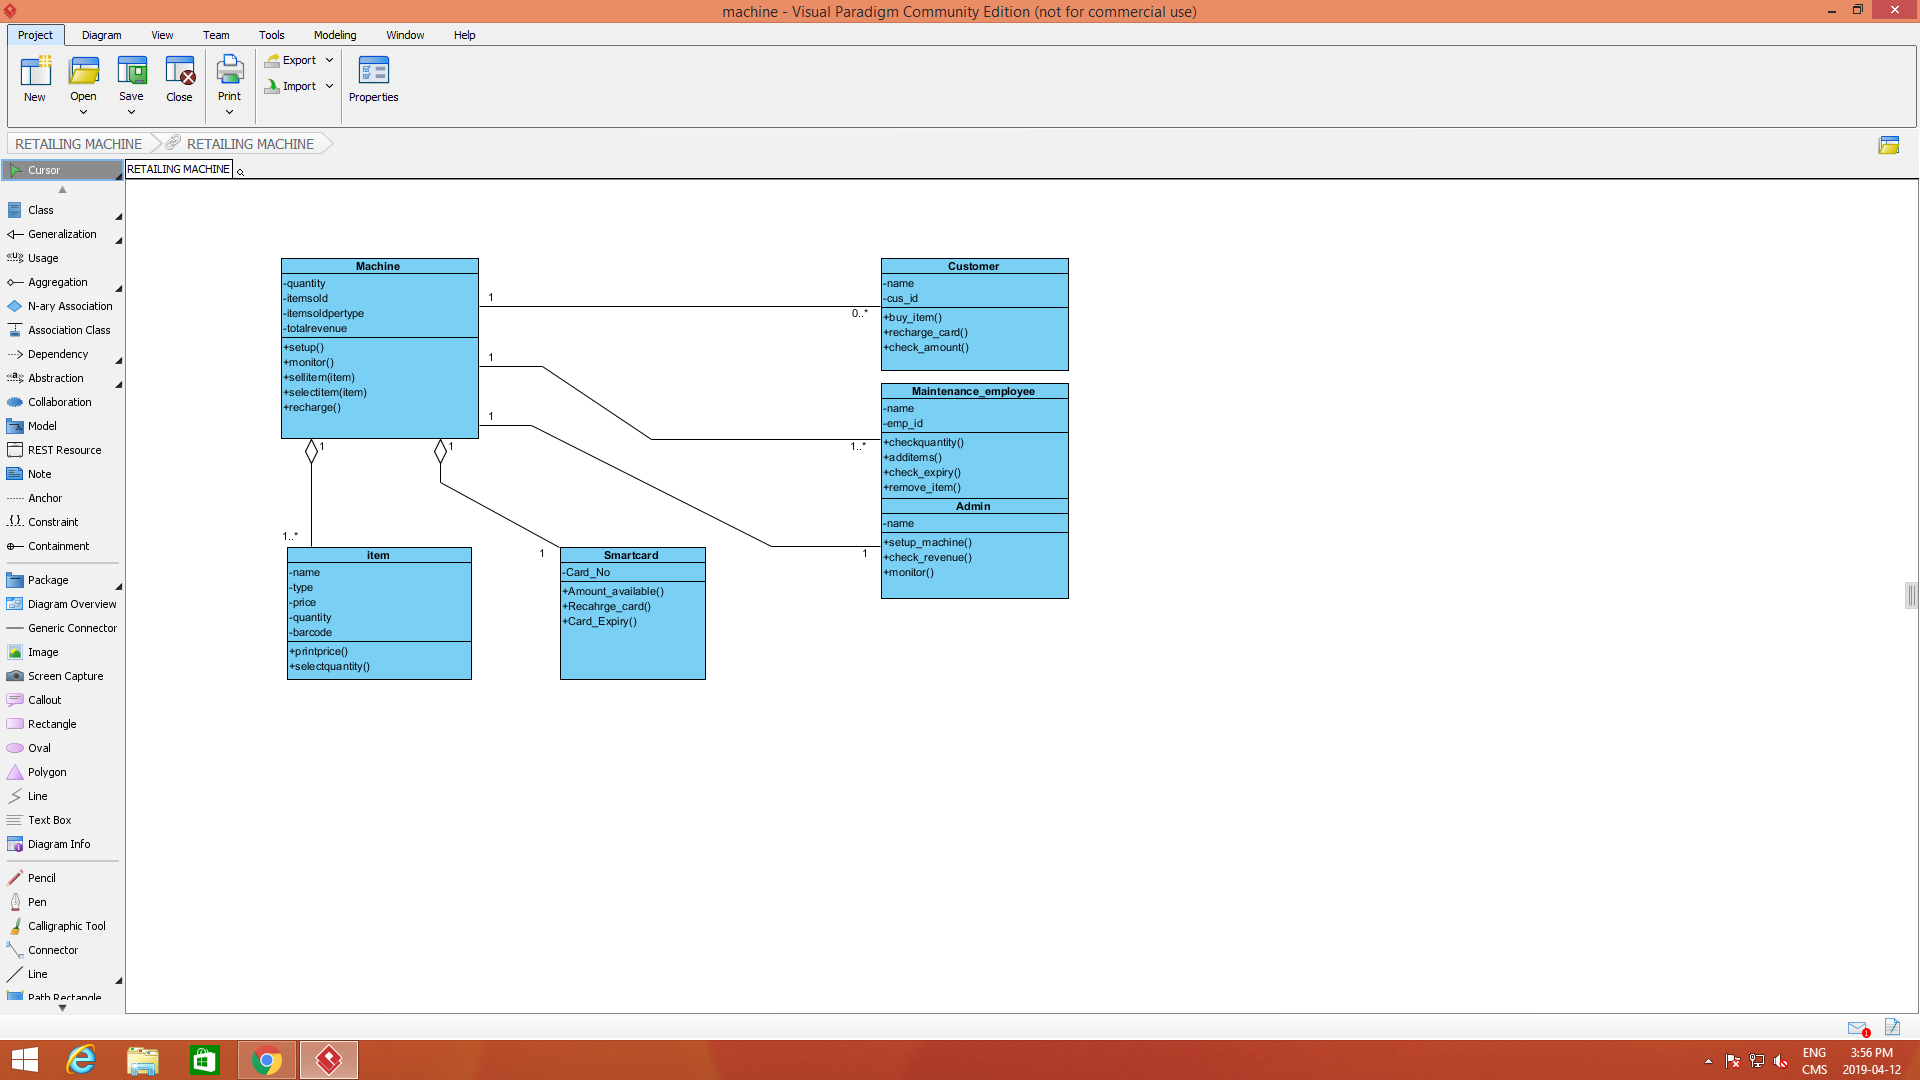 machine - Visual Paradigm Community Edition (not for commercial use)
Project Diagram View Team Tools Modeling Window Help
New
Open
Save
Close
Print
Export
Import
Properties
RETAILING MACHINE RETAILING MACHINE
Cursor
RETAILING MACHINE
Class
Generalization
Usage
Aggregation
N-ary Association
Association Class
Dependency
Abstraction
Collaboration
Model
REST Resource
Note
Anchor
Constraint
Containment
Package
Diagram Overview
Generic Connector
Image
Screen Capture
Callout
Rectangle
Oval
Polygon
Line
Text Box
Diagram Info
Pencil
Pen
Calligraphic Tool
Connector
Line
Path Rectangle
Machine
-quantity
-itemsold
-itemsoldpertype
-totalrevenue
+setup()
+monitor()
+sellitem(item)
+selectitem(item)
+recharge()
1
0..*
1
1..*
1
1
1
1..*
1
1
Customer
-name
-cus_id
+buy_item()
+recharge_card()
+check_amount()
Maintenance_employee
-name
-emp_id
+checkquantity()
+additems()
+check_expiry()
+remove_item()
Admin
-name
+setup_machine()
+check_revenue()
+monitor()
item
-name
-type
-price
-quantity
-barcode
+printprice()
+selectquantity()
Smartcard
-Card_No
+Amount_available()
+Recahrge_card()
+Card_Expiry()
1
ENG
CMS
3:56 PM
2019-04-12